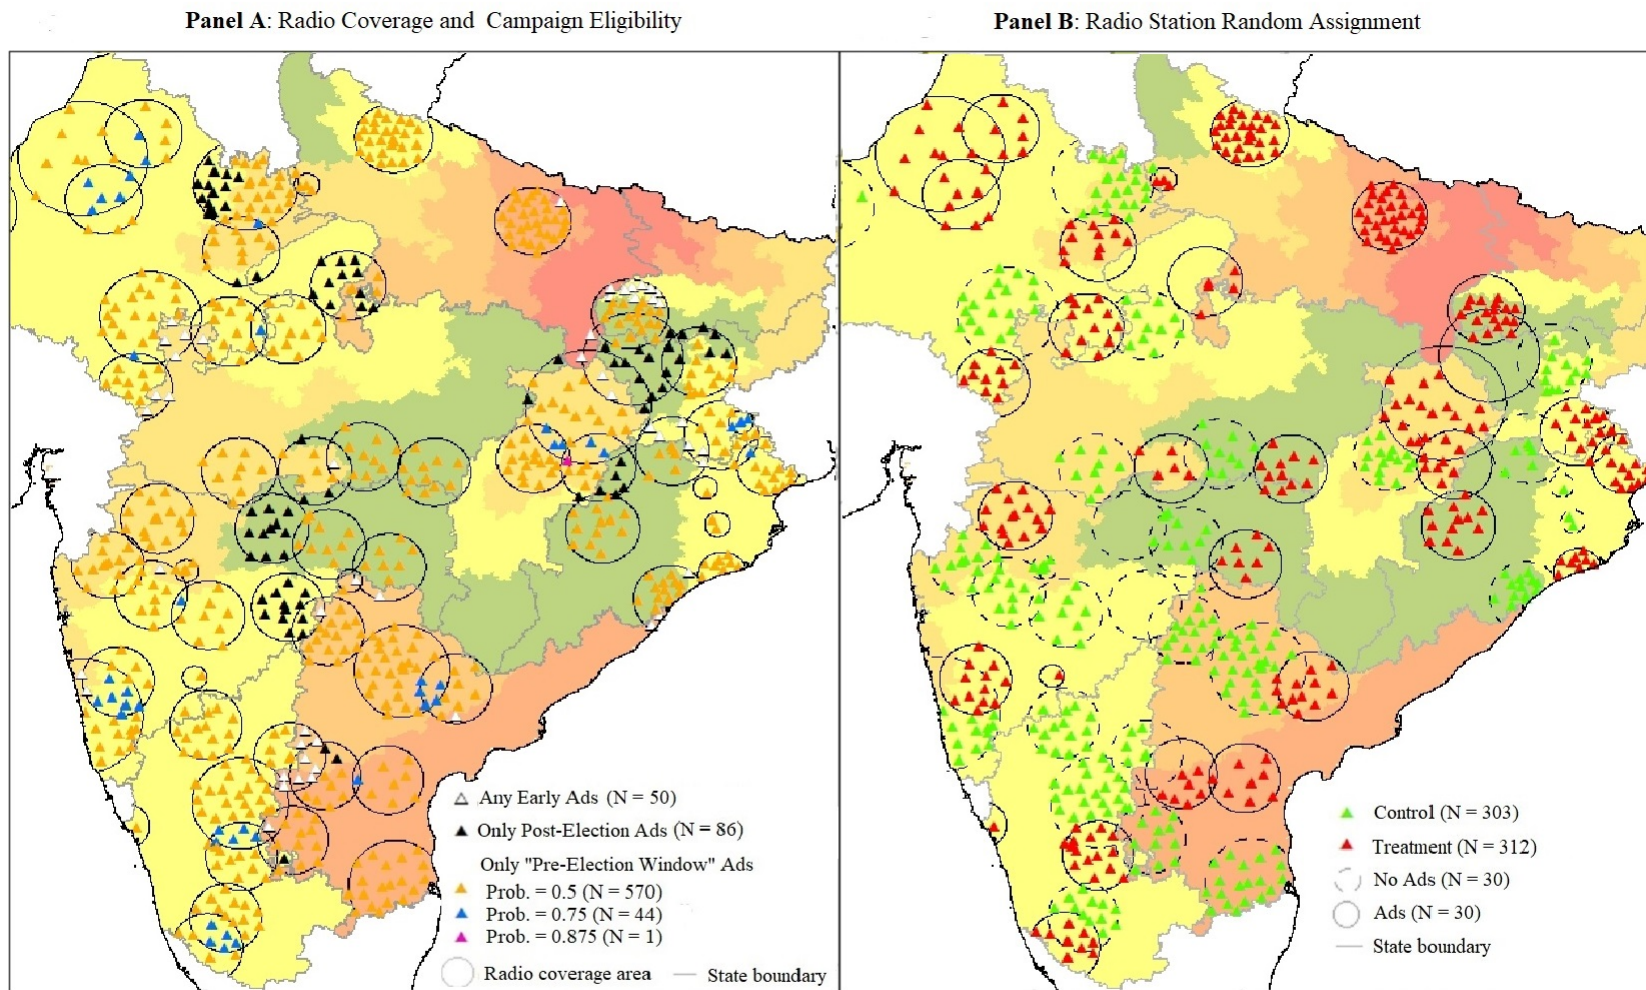 Panel A: Radio Coverage and Campaign Eligibility
Panel B: Radio Station Random Assignment
Any Early Ads (N = 50)
Only Post-Election Ads (N = 86)
Only "Pre-Election Window" Ads
Prob. = 0.5 (N = 570)
Prob. = 0.75 (N = 44)
Prob. = 0.875 (N = 1)
Radio coverage area
State boundary
Control (N = 303)
Treatment (N = 312)
No Ads (N = 30)
Ads (N = 30)
State boundary